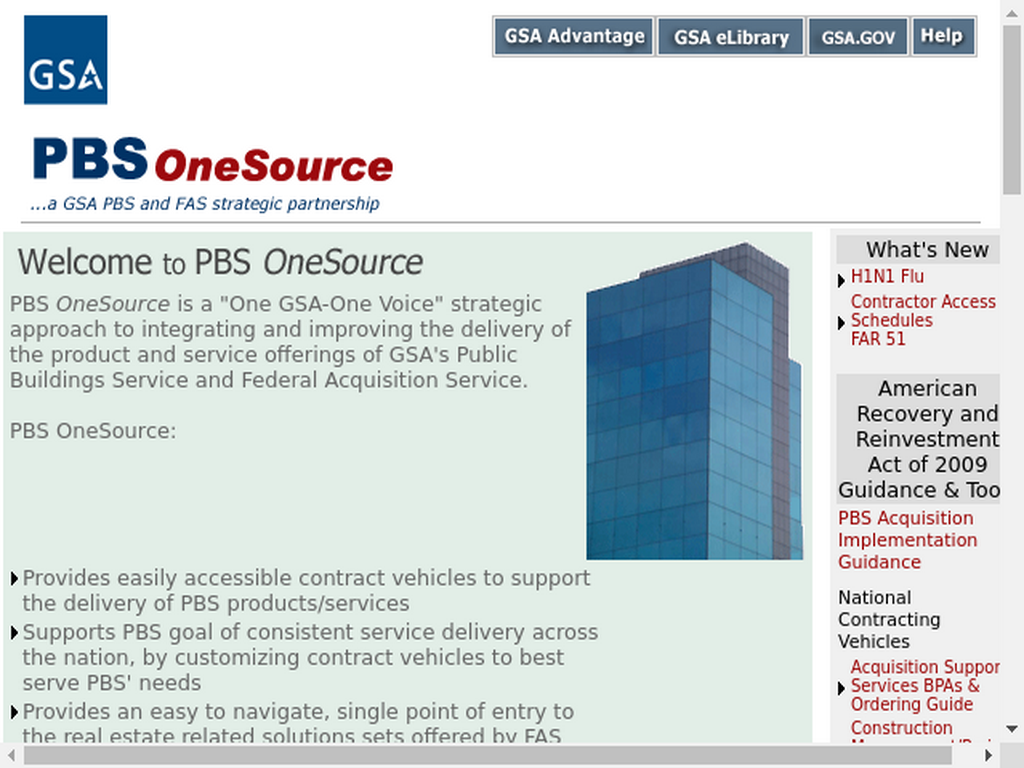 GSA Advantage
GSA eLibrary
GSA.GOV
Help
GSA
PBS OneSource
...a GSA PBS and FAS strategic partnership
Welcome to PBS OneSource
PBS OneSource is a "One GSA-One Voice" strategic
approach to integrating and improving the delivery of
the product and service offerings of GSA's Public
Buildings Service and Federal Acquisition Service.
PBS OneSource:
Provides easily accessible contract vehicles to support
the delivery of PBS products/services
Supports PBS goal of consistent service delivery across
the nation, by customizing contract vehicles to best
serve PBS' needs
Provides an easy to navigate, single point of entry to
the real estate related solutions sets offered by FAS
What's New
H1N1 Flu
Contractor Access
Schedules
FAR 51
American
Recovery and
Reinvestment
Act of 2009
Guidance & Too
PBS Acquisition
Implementation
Guidance
National
Contracting
Vehicles
Acquisition Suppor
Services BPAs &
Ordering Guide
Construction